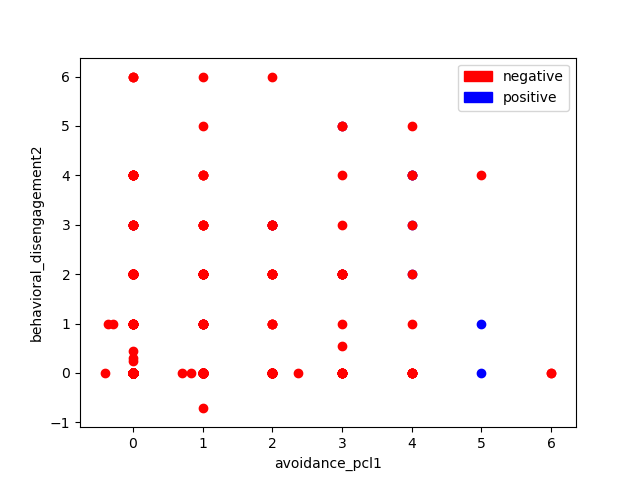 negative
positive
behavioral_disengagement2
6
5
4
3
2
1
0
−1
0 1 2 3 4 5 6
avoidance_pcl1